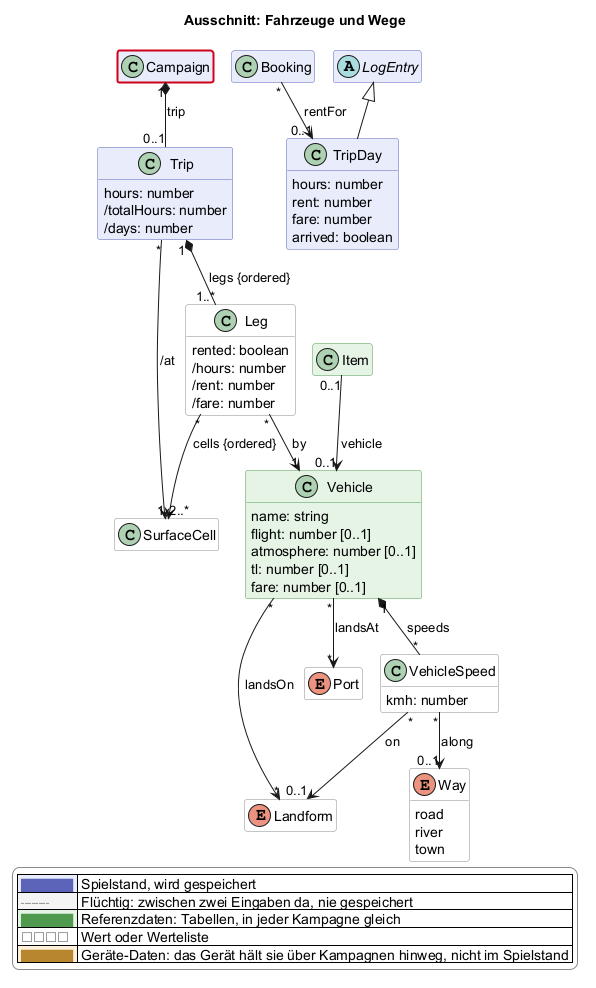 Ausschnitt: Fahrzeuge und Wege
C Campaign
C Booking
A LogEntry
1
trip
0..1
*
rentFor
0..1
C Trip
hours: number
/totalHours: number
/days: number
C TripDay
hours: number
rent: number
fare: number
arrived: boolean
*
1
legs {ordered}
1..*
/at
C Leg
rented: boolean
/hours: number
/rent: number
/fare: number
C Item
0..1
*
*
cells {ordered}
by
vehicle
1
0..1
2..*
C SurfaceCell
C Vehicle
name: string
flight: number [0..1]
atmosphere: number [0..1]
tl: number [0..1]
fare: number [0..1]
*
*
1
landsAt
speeds
*
*
landsOn
E Port
C VehicleSpeed
kmh: number
*
*
on
along
*
0..1
0..1
E Landform
E Way
road
river
town
Spielstand, wird gespeichert
Flüchtig: zwischen zwei Eingaben da, nie gespeichert
Referenzdaten: Tabellen, in jeder Kampagne gleich
Wert oder Werteliste
Geräte-Daten: das Gerät hält sie über Kampagnen hinweg, nicht im Spielstand